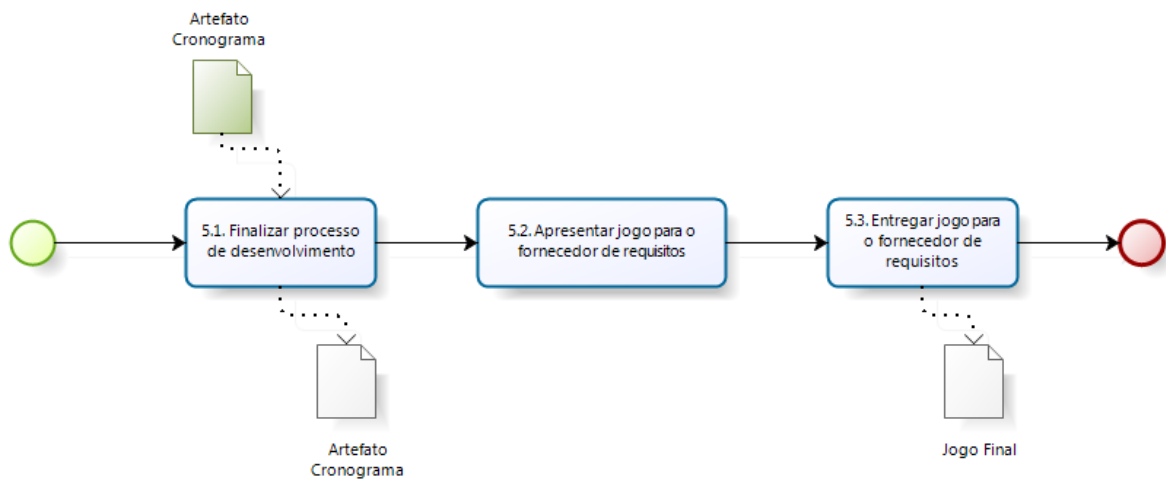 Artefato
Cronograma
5.1. Finalizar processo
de desenvolvimento
5.2. Apresentar jogo para o
fornecedor de requisitos
5.3. Entregar jogo para
o fornecedor de
requisitos
Artefato
Cronograma
Jogo Final